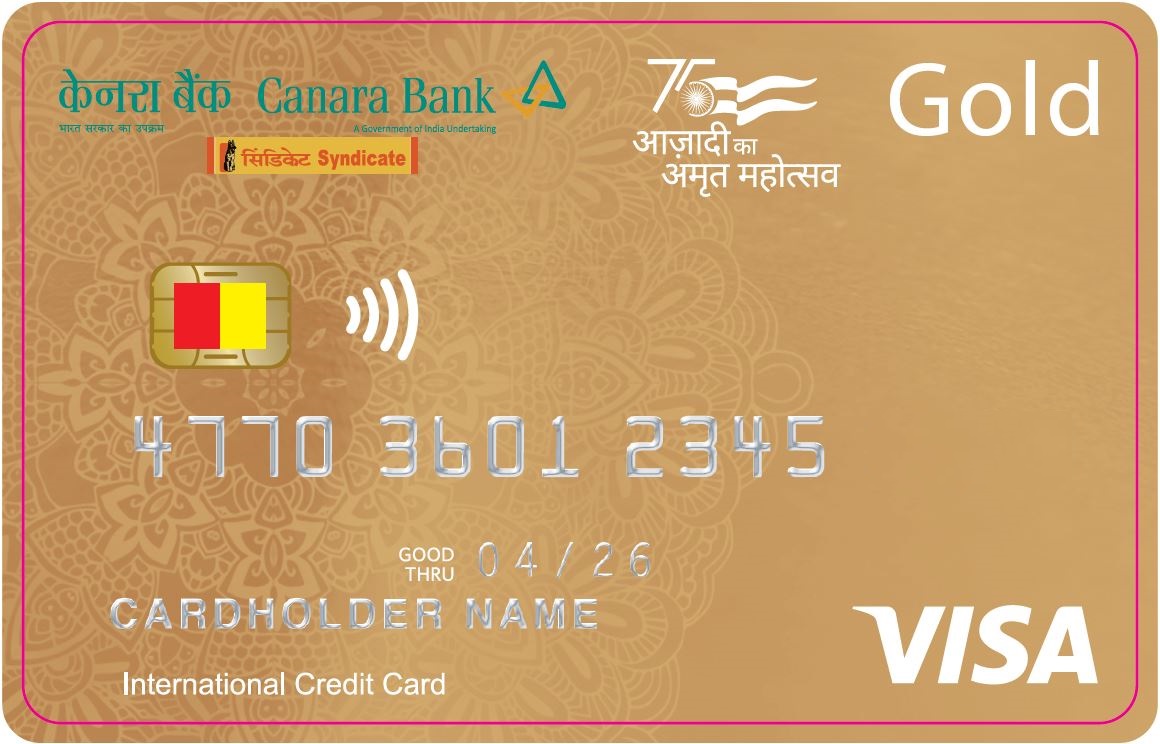 केनरा बैंक Canara Bank
भारत सरकार का उपक्रम A Government of India Undertaking
सिंडिकेट Syndicate
75
आज़ादी का
अमृत महोत्सव
Gold
4770 3601 2345
GOOD THRU 04/26
CARDHOLDER NAME
International Credit Card
VISA